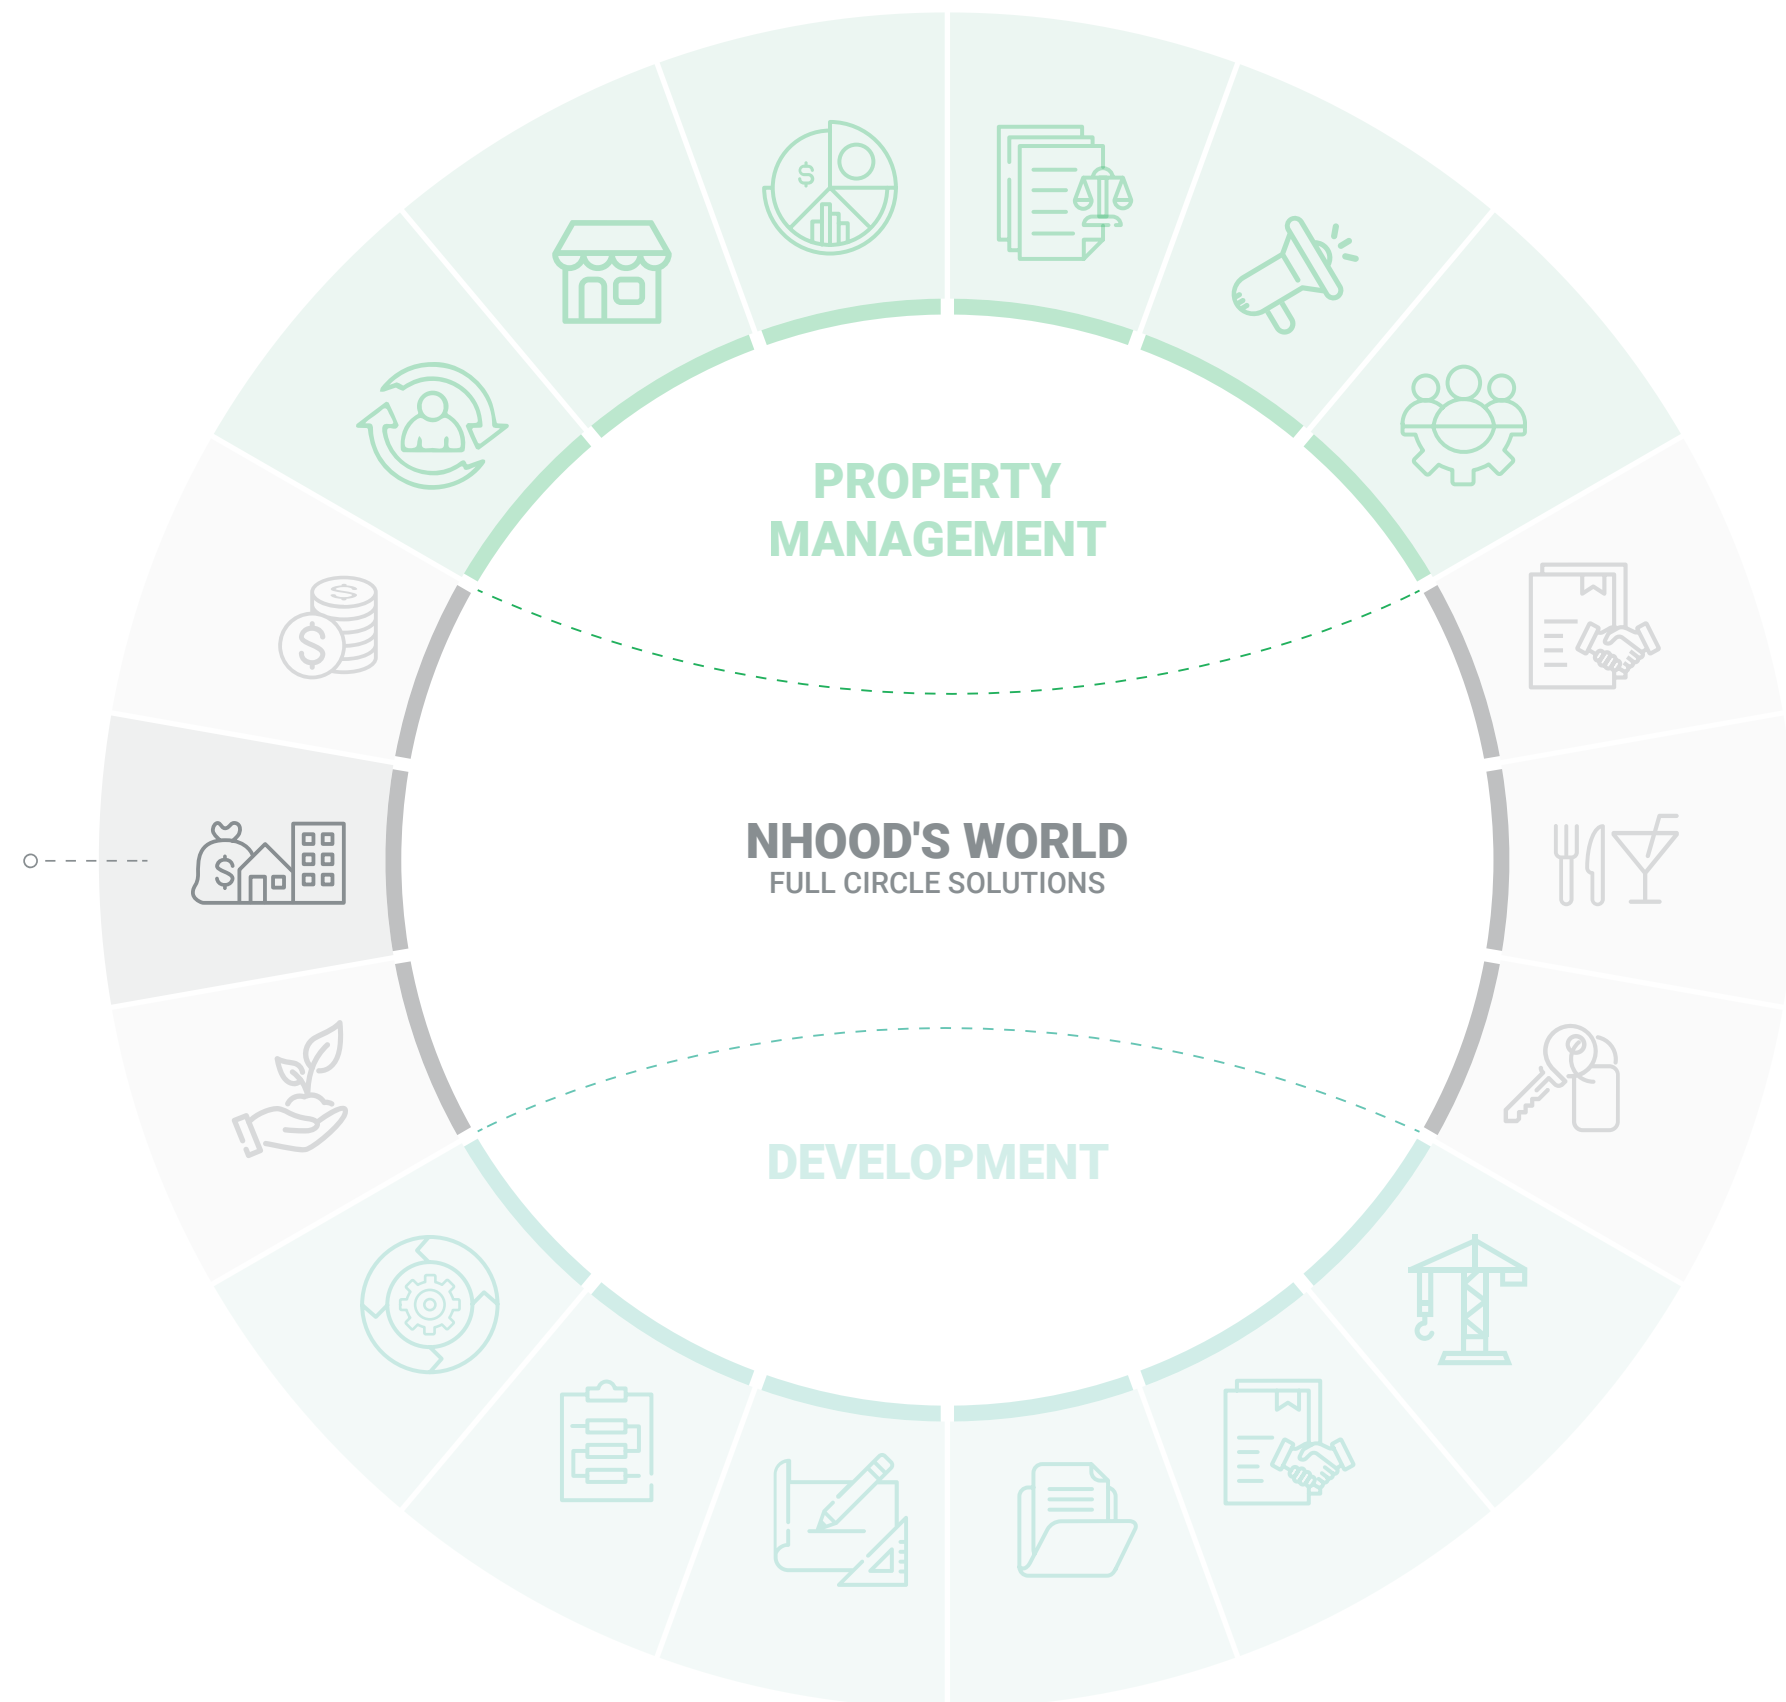 PROPERTY
MANAGEMENT
NHOOD'S WORLD
FULL CIRCLE SOLUTIONS
DEVELOPMENT